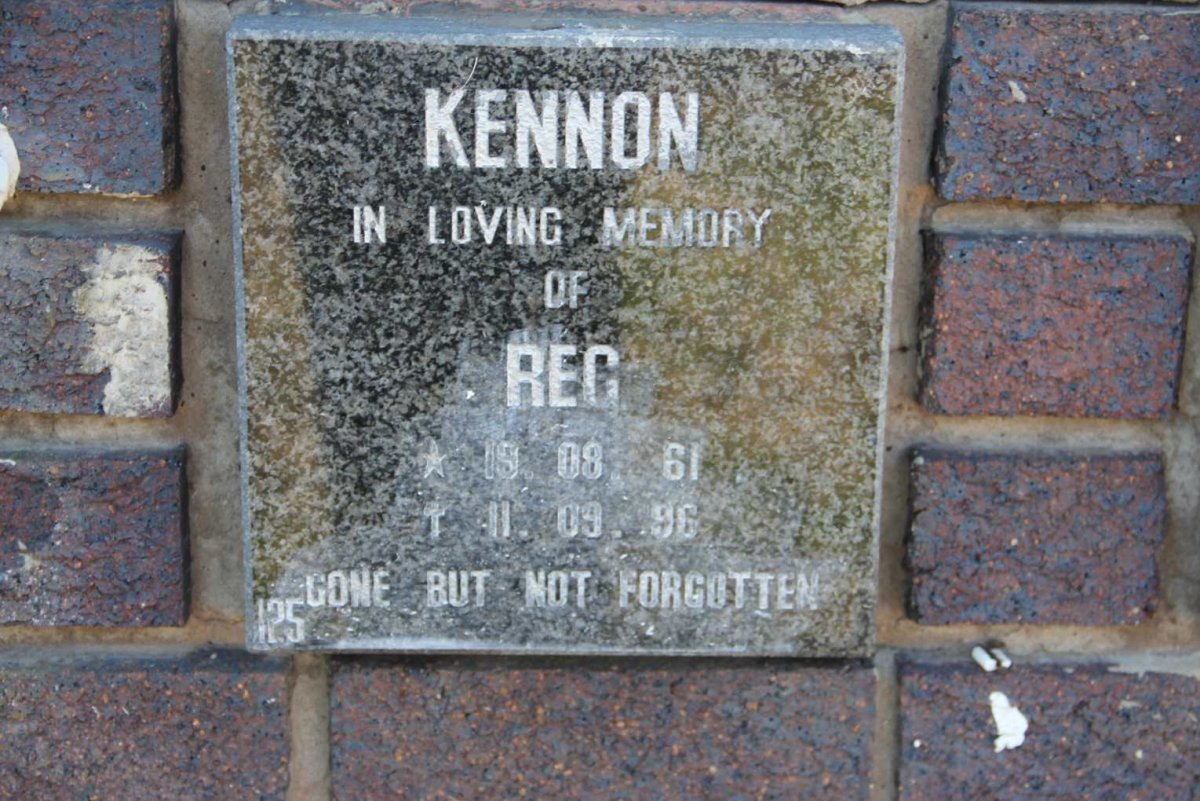 KENNON
IN LOVING MEMORY
OF
REG
★ 19. 08. 61
† 11. 09. 96
GONE BUT NOT FORGOTTEN
125